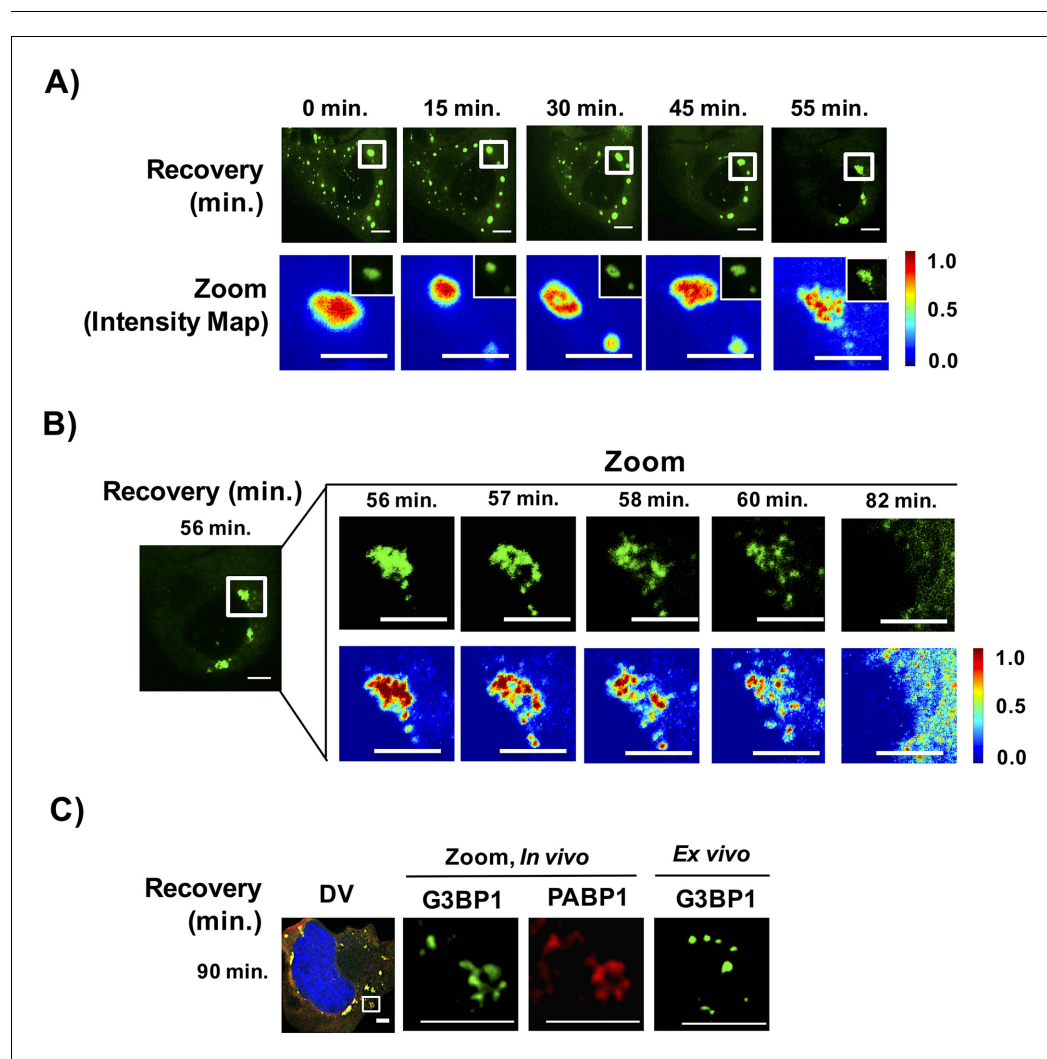 A)
0 min. 15 min. 30 min. 45 min. 55 min.
Recovery
(min.)
Zoom
(Intensity Map)
1.0
0.5
0.0
B)
Zoom
Recovery (min.)
56 min.
56 min. 57 min. 58 min. 60 min. 82 min.
1.0
0.5
0.0
C)
Zoom, In vivo Ex vivo
Recovery
(min.)
DV G3BP1 PABP1 G3BP1
90 min.